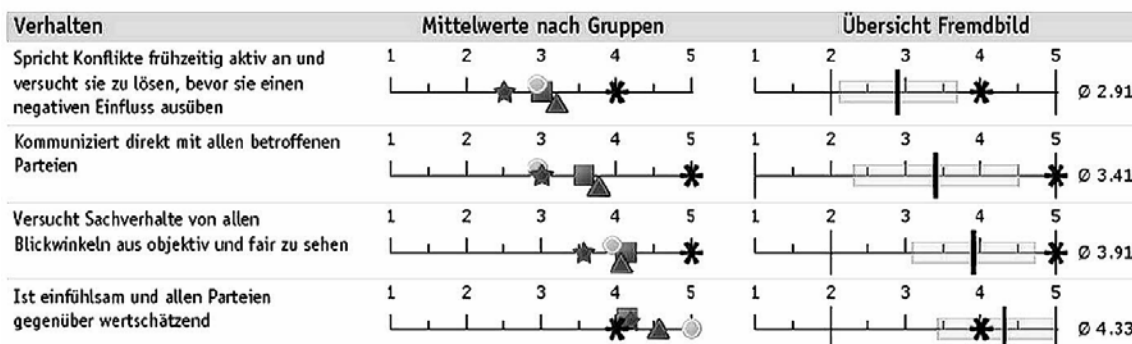 Verhalten Mittelwerte nach Gruppen Übersicht Fremdbild
Spricht Konflikte frühzeitig aktiv an und
versucht sie zu lösen, bevor sie einen
negativen Einfluss ausüben
1 2 3 4 5 1 2 3 4 5
Ø 2.91
Kommuniziert direkt mit allen betroffenen
Parteien
1 2 3 4 5 1 2 3 4 5
Ø 3.41
Versucht Sachverhalte von allen
Blickwinkeln aus objektiv und fair zu sehen
1 2 3 4 5 1 2 3 4 5
Ø 3.91
Ist einfühlsam und allen Parteien
gegenüber wertschätzend
1 2 3 4 5 1 2 3 4 5
Ø 4.33